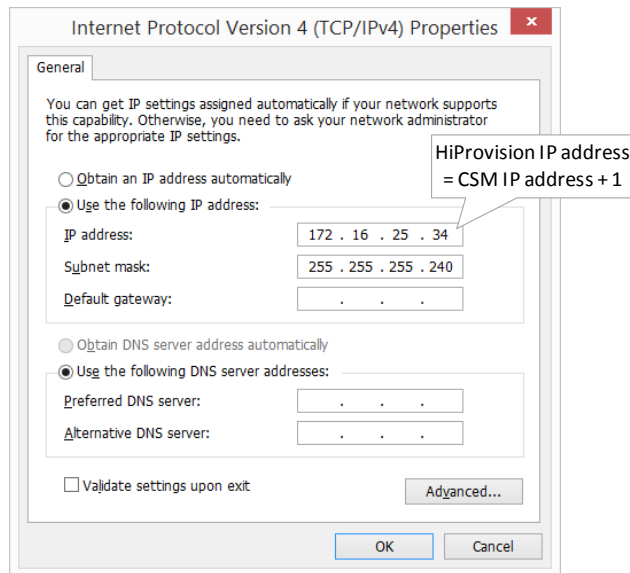 Internet Protocol Version 4 (TCP/IPv4) Properties
General
You can get IP settings assigned automatically if your network supports
this capability. Otherwise, you need to ask your network administrator
for the appropriate IP settings.
HiProvision IP address
= CSM IP address + 1
Obtain an IP address automatically
Use the following IP address:
IP address: 172 . 16 . 25 . 34
Subnet mask: 255 . 255 . 255 . 240
Default gateway: . . .
Obtain DNS server address automatically
Use the following DNS server addresses:
Preferred DNS server: . . .
Alternative DNS server: . . .
Validate settings upon exit
Advanced...
OK Cancel